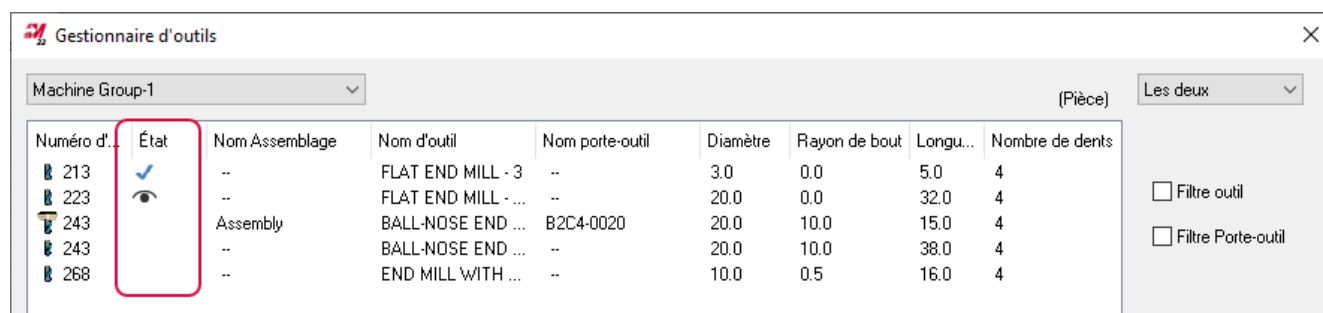 22 Gestionnaire d'outils
Machine Group-1 (Pièce) Les deux
Numéro d'... État Nom Assemblage Nom d'outil Nom porte-outil Diamètre Rayon de bout Longu... Nombre de dents
213 -- FLAT END MILL - 3 -- 3.0 0.0 5.0 4
223 -- FLAT END MILL - ... -- 20.0 0.0 32.0 4
243 Assembly BALL-NOSE END ... B2C4-0020 20.0 10.0 15.0 4
243 -- BALL-NOSE END ... -- 20.0 10.0 38.0 4
268 -- END MILL WITH ... -- 10.0 0.5 16.0 4
Filtre outil
Filtre Porte-outil